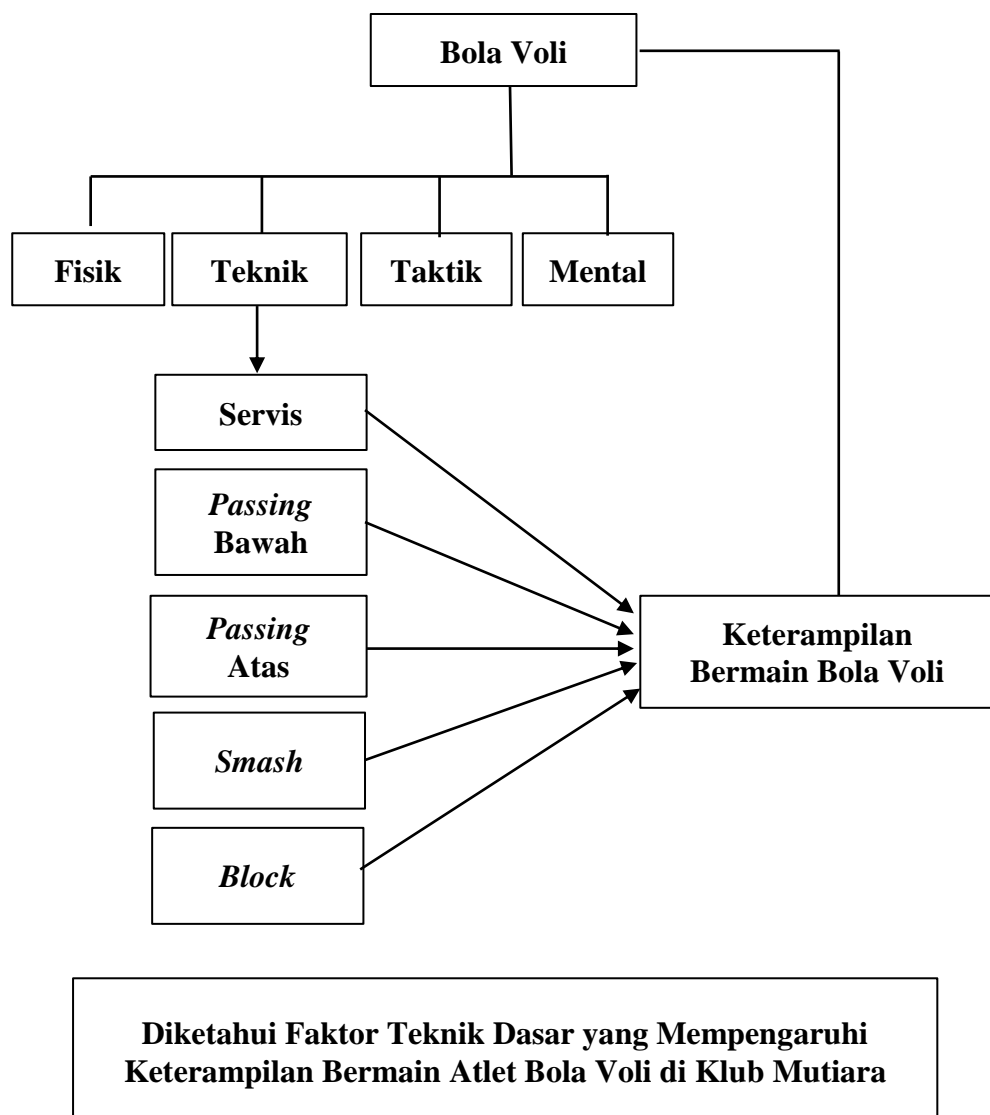 Bola Voli
Fisik
Teknik
Taktik
Mental
Servis
Passing
Bawah
Passing
Atas
Keterampilan
Bermain Bola Voli
Smash
Block
Diketahui Faktor Teknik Dasar yang Mempengaruhi
Keterampilan Bermain Atlet Bola Voli di Klub Mutiara